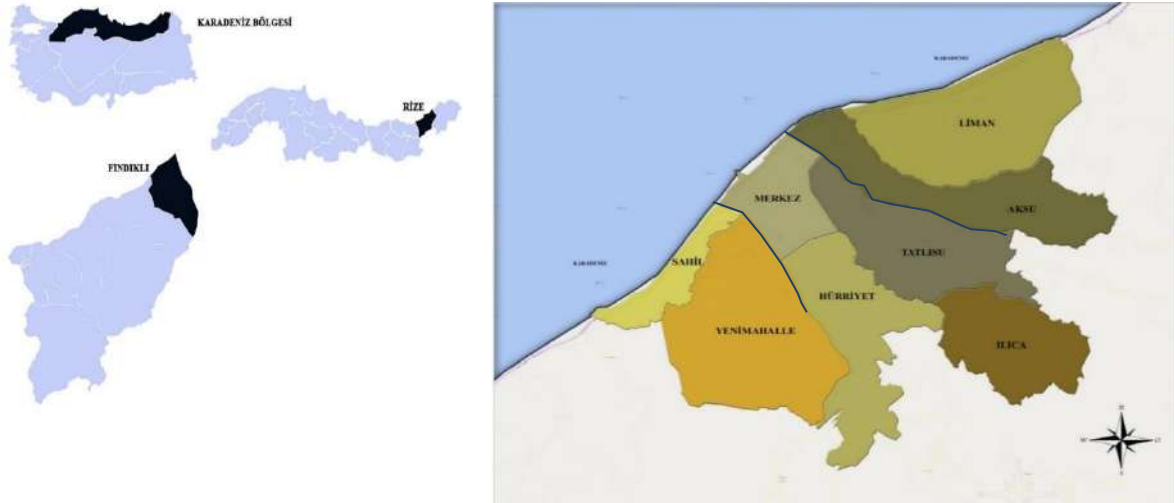 KARADENİZ BÖLGESİ
RİZE
FINDIKLI
KARADENİZ
LİMAN
MERKEZ
AKSU
TATLISU
SAHİL
KARADENİZ
HÜRRİYET
YENİMAHALLE
ILICA